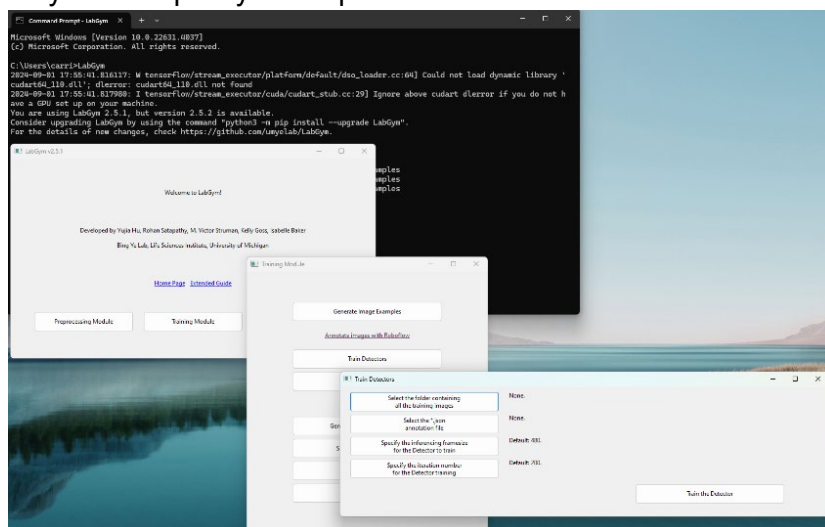 Command Prompt - LabGym
Microsoft Windows [Version 10.0.22631.4037]
(c) Microsoft Corporation. All rights reserved.
C:\Users\carri>LabGym
2024-09-01 17:55:41.816117: W tensorflow/stream_executor/platform/default/dso_loader.cc:64] Could not load dynamic library '
cudart64_110.dll'; dlerror: cudart64_110.dll not found
2024-09-01 17:55:41.817980: I tensorflow/stream_executor/cuda/cudart_stub.cc:29] Ignore above cudart dlerror if you do not h
ave a GPU set up on your machine.
You are using LabGym 2.5.1, but version 2.5.2 is available.
Consider upgrading LabGym by using the command "python3 -m pip install --upgrade LabGym".
For the details of new changes, check https://github.com/umyelab/LabGym.
mples
mples
mples
LabGym v2.5.1
Welcome to LabGym!
Developed by Yujia Hu, Rohan Satapathy, M. Victor Struman, Kelly Goss, Isabelle Baker
Bing Ye Lab, Life Sciences Institute, University of Michigan
Home Page Extended Guide
Preprocessing Module Training Module
Training Module
Generate Image Examples
Annotate images with Roboflow
Train Detectors
Gen
S
Train Detectors
Select the folder containing
all the training images
None.
Select the *.json
annotation file
None.
Specify the inferencing framesize
for the Detector to train
Default: 480.
Specify the iteration number
for the Detector training
Default: 200.
Train the Detector